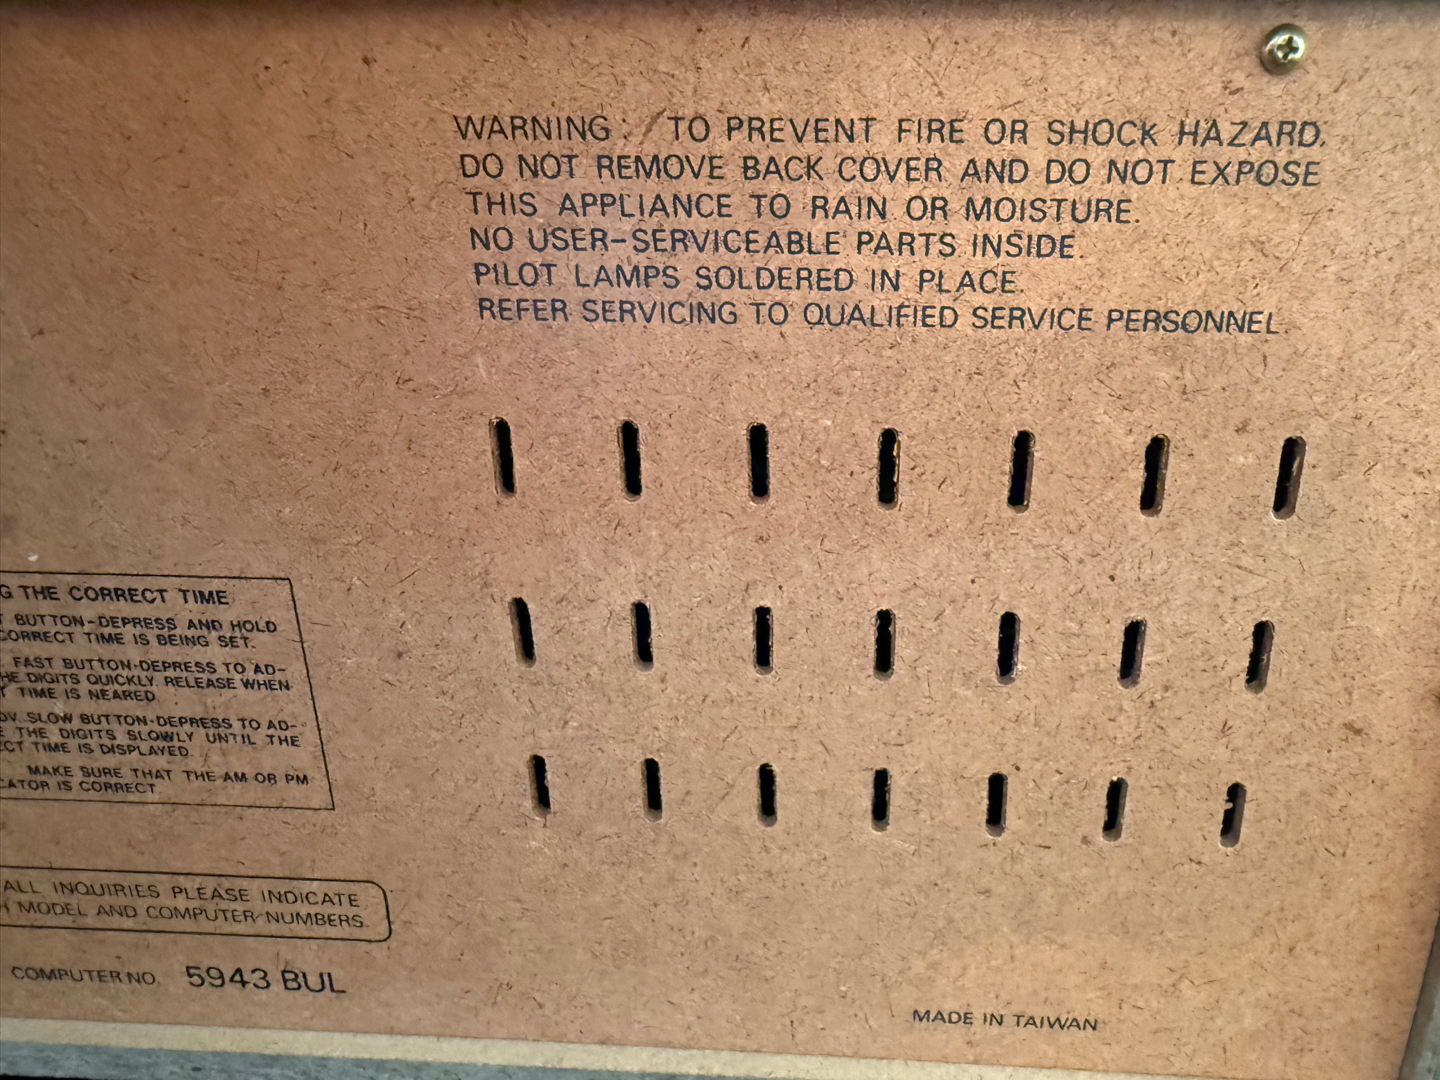 WARNING: TO PREVENT FIRE OR SHOCK HAZARD,
DO NOT REMOVE BACK COVER AND DO NOT EXPOSE
THIS APPLIANCE TO RAIN OR MOISTURE.
NO USER-SERVICEABLE PARTS INSIDE.
PILOT LAMPS SOLDERED IN PLACE.
REFER SERVICING TO QUALIFIED SERVICE PERSONNEL.
THE CORRECT TIME
BUTTON-DEPRESS AND HOLD
CORRECT TIME IS BEING SET.
FAST BUTTON-DEPRESS TO AD-
DIGITS QUICKLY. RELEASE WHEN
TIME IS NEARED.
SLOW BUTTON-DEPRESS TO AD-
THE DIGITS SLOWLY UNTIL THE
TIME IS DISPLAYED.
MAKE SURE THAT THE AM OR PM
IS CORRECT
ALL INQUIRIES PLEASE INDICATE
MODEL AND COMPUTER NUMBERS.
COMPUTER NO. 5943 BUL
MADE IN TAIWAN